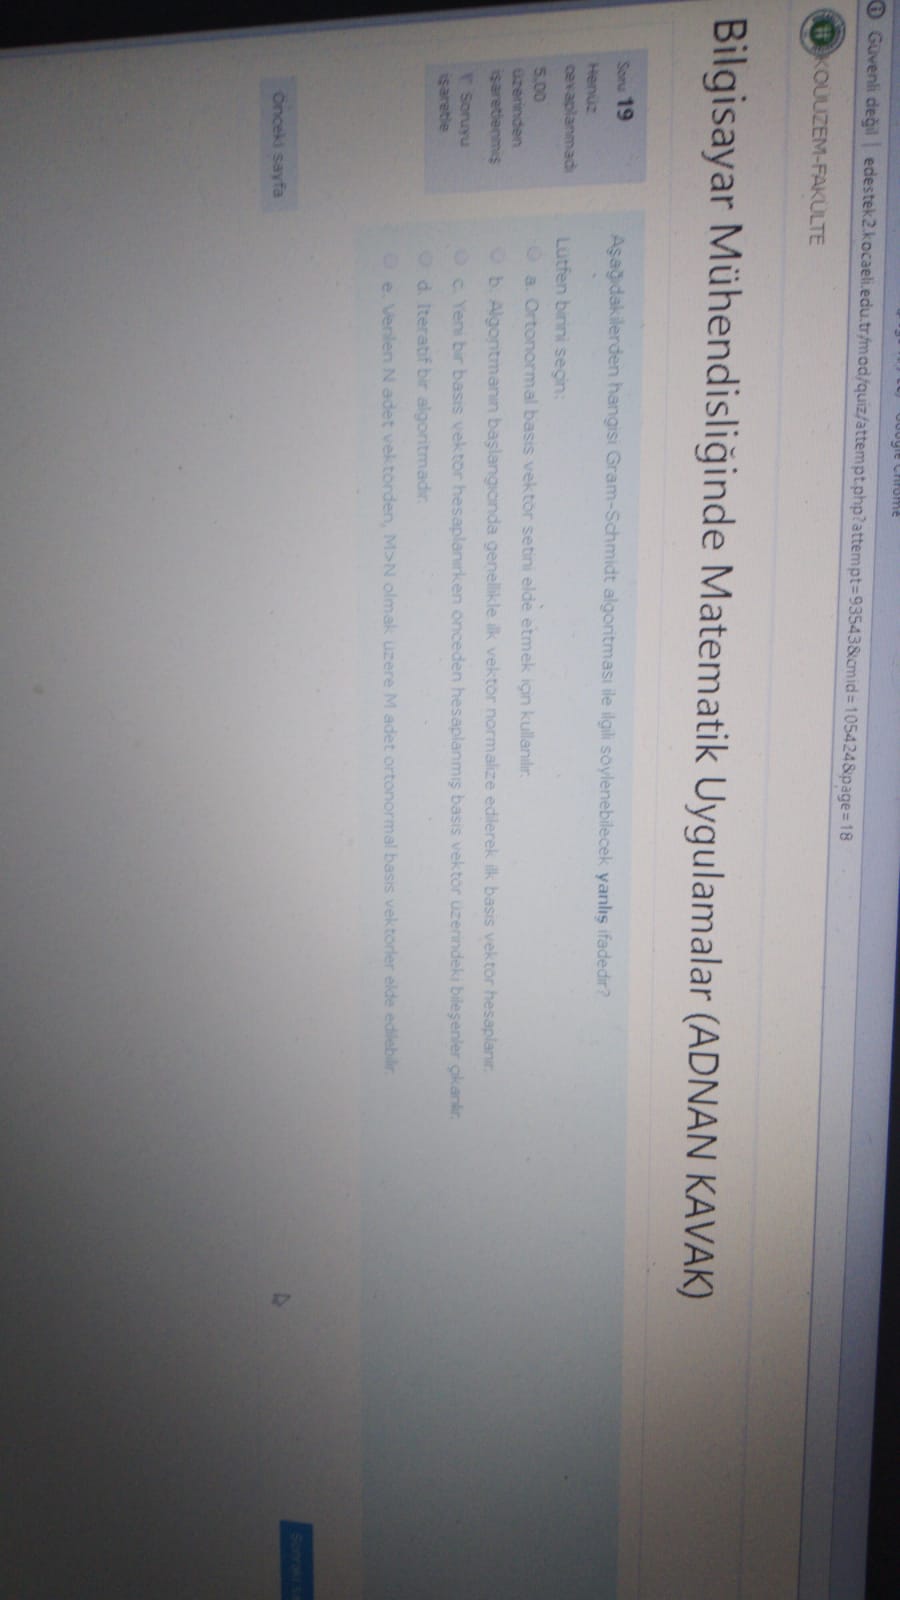 Google Chrome
Güvenli değil | edestek2.kocaeli.edu.tr/mod/quiz/attempt.php?attempt=93543&cmid=105424&page=18
KOUUZEM-FAKÜLTE
Bilgisayar Mühendisliğinde Matematik Uygulamalar (ADNAN KAVAK)
Soru 19
Henüz
cevaplanmadı
5,00
üzerinden
işaretlenmiş
Soruyu
işaretle
Aşağıdakilerden hangisi Gram-Schmidt algoritması ile ilgili söylenebilecek yanlış ifadedir?
Lütfen birini seçin:
a. Ortonormal basis vektör setini elde etmek için kullanılır.
b. Algoritmanın başlangıcında genellikle ilk vektör normalize edilerek ilk basis vektör hesaplanır.
c. Yeni bir basis vektör hesaplanırken önceden hesaplanmış basis vektör üzerindeki bileşenler çıkarılır.
d. İteratif bir algoritmadır.
e. Verilen N adet vektörden, M>N olmak üzere M adet ortonormal basis vektörler elde edilebilir.
Önceki sayfa
Sonraki